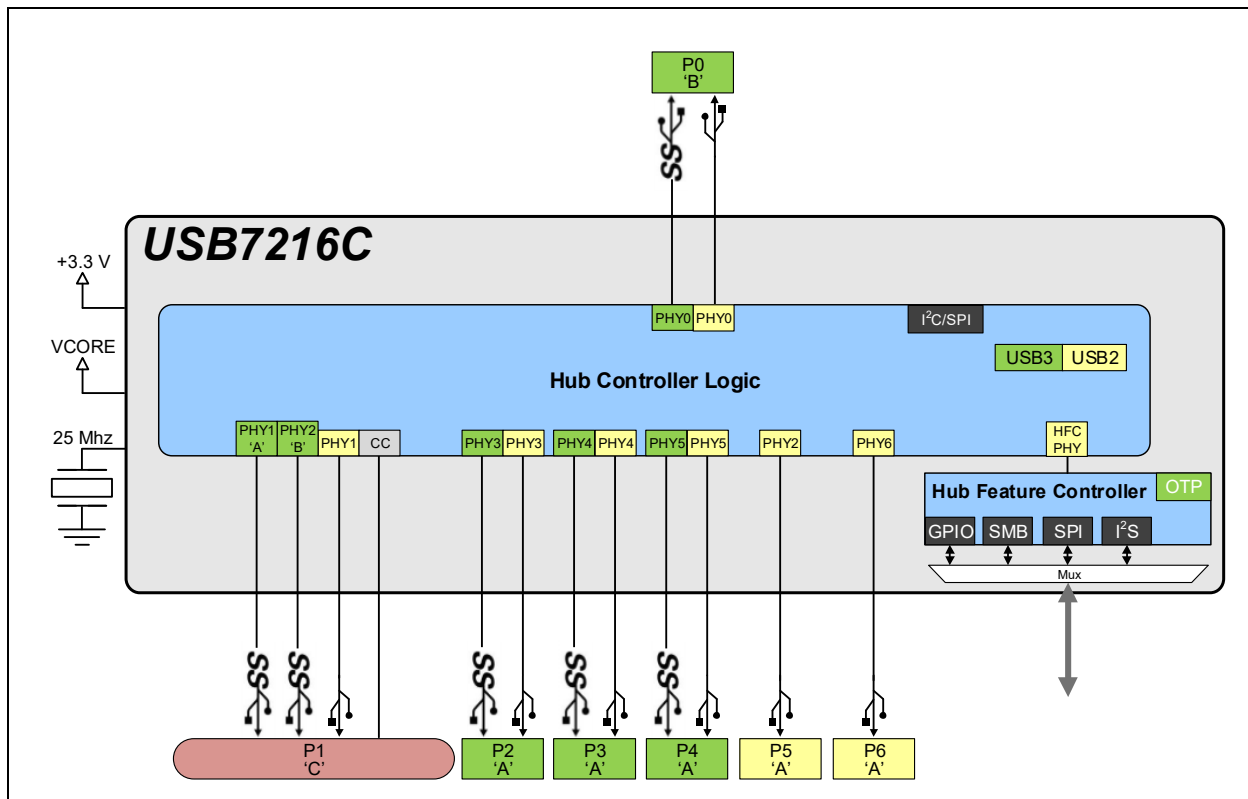 P0
'B'
SS
USB7216C
+3.3 V
VCORE
25 Mhz
PHY0 PHY0
I²C/SPI
USB3 USB2
Hub Controller Logic
PHY1
'A'
PHY2
'B'
PHY1
CC
PHY3 PHY3
PHY4 PHY4
PHY5 PHY5
PHY2
PHY6
HFC
PHY
Hub Feature Controller
OTP
GPIO SMB SPI I²S
Mux
SS SS SS SS SS
P1
'C'
P2
'A'
P3
'A'
P4
'A'
P5
'A'
P6
'A'